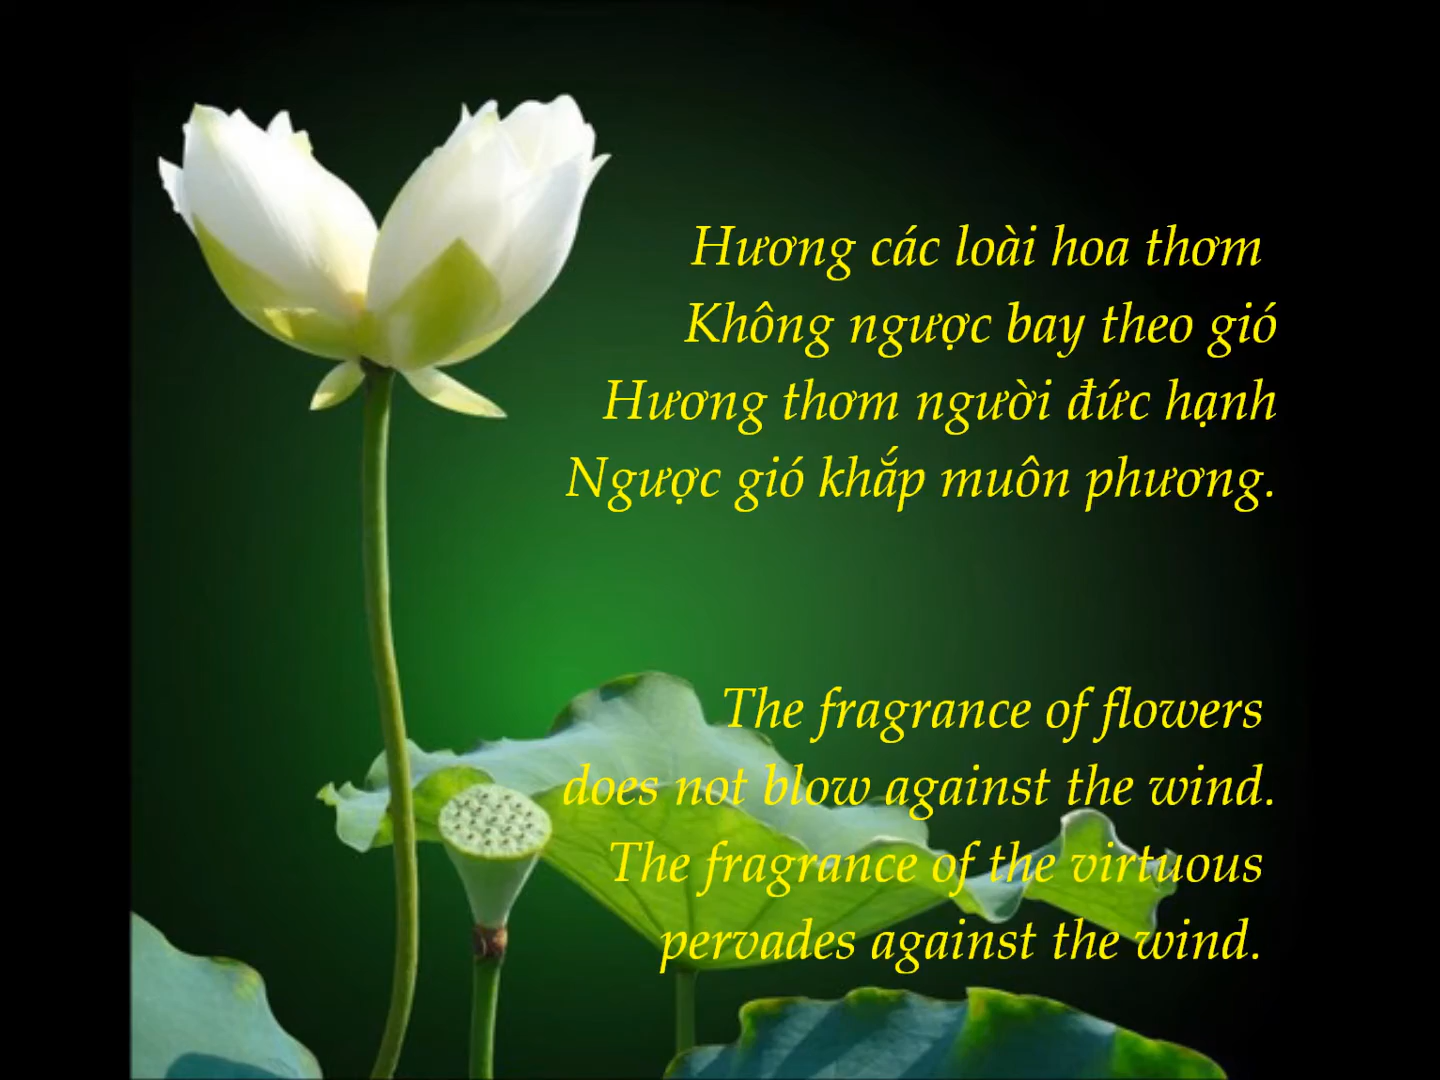 Hương các loài hoa thơm
Không ngược bay theo gió
Hương thơm người đức hạnh
Ngược gió khắp muôn phương.
The fragrance of flowers
does not blow against the wind.
The fragrance of the virtuous
pervades against the wind.